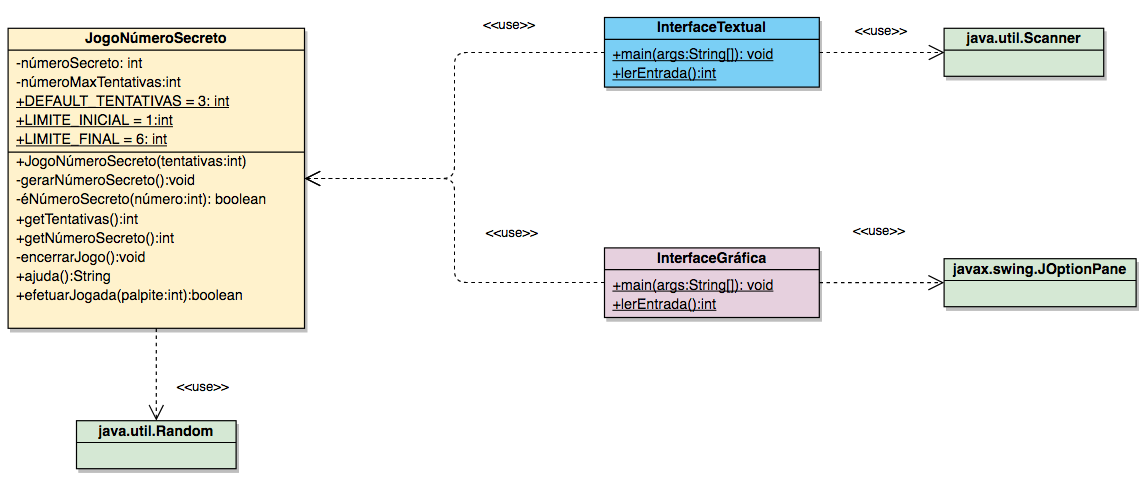 JogoNúmeroSecreto
-númeroSecreto: int
-númeroMaxTentativas:int
+DEFAULT_TENTATIVAS = 3: int
+LIMITE_INICIAL = 1:int
+LIMITE_FINAL = 6: int
+JogoNúmeroSecreto(tentativas:int)
-gerarNúmeroSecreto():void
-éNúmeroSecreto(número:int): boolean
+getTentativas():int
+getNúmeroSecreto():int
-encerrarJogo():void
+ajuda():String
+efetuarJogada(palpite:int):boolean
<<use>>
java.util.Random
<<use>>
InterfaceTextual
+main(args:String[]): void
+lerEntrada():int
<<use>>
java.util.Scanner
<<use>>
InterfaceGráfica
+main(args:String[]): void
+lerEntrada():int
<<use>>
javax.swing.JOptionPane